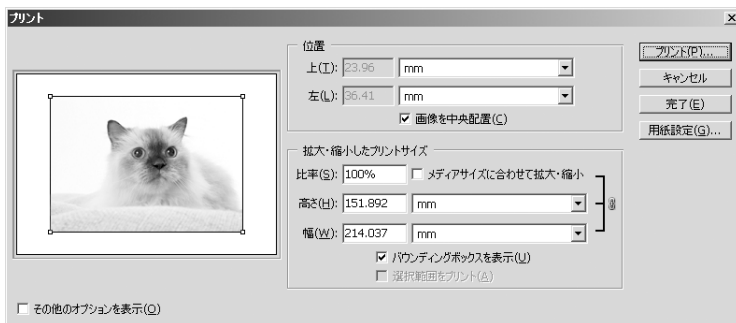 プリント
位置
上(T): 23.96 mm
左(L): 36.41 mm
画像を中央配置(C)
拡大・縮小したプリントサイズ
比率(S): 100% メディアサイズに合わせて拡大・縮小
高さ(H): 151.892 mm
幅(W): 214.037 mm
バウンディングボックスを表示(U)
選択範囲をプリント(A)
プリント(P)...
キャンセル
完了(E)
用紙設定(G)...
その他のオプションを表示(O)